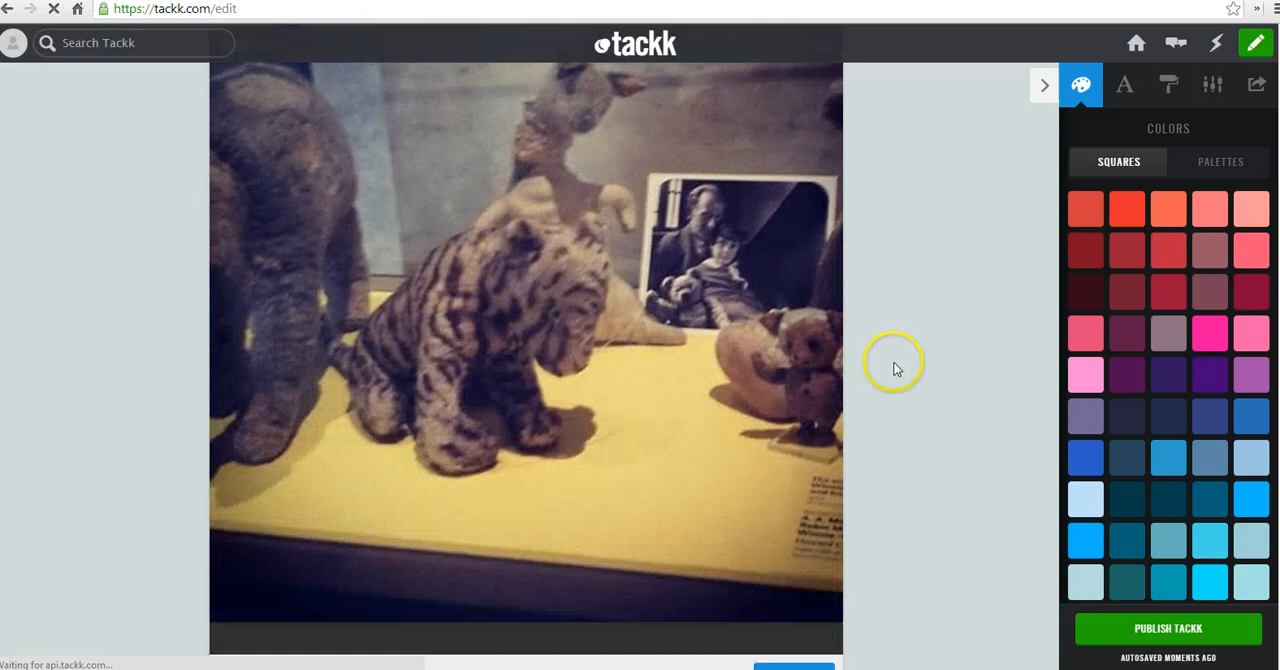 https://tackk.com/edit
Search Tackk
tackk
COLORS
SQUARES
PALETTES
PUBLISH TACKK
AUTOSAVED MOMENTS AGO
Waiting for api.tackk.com...